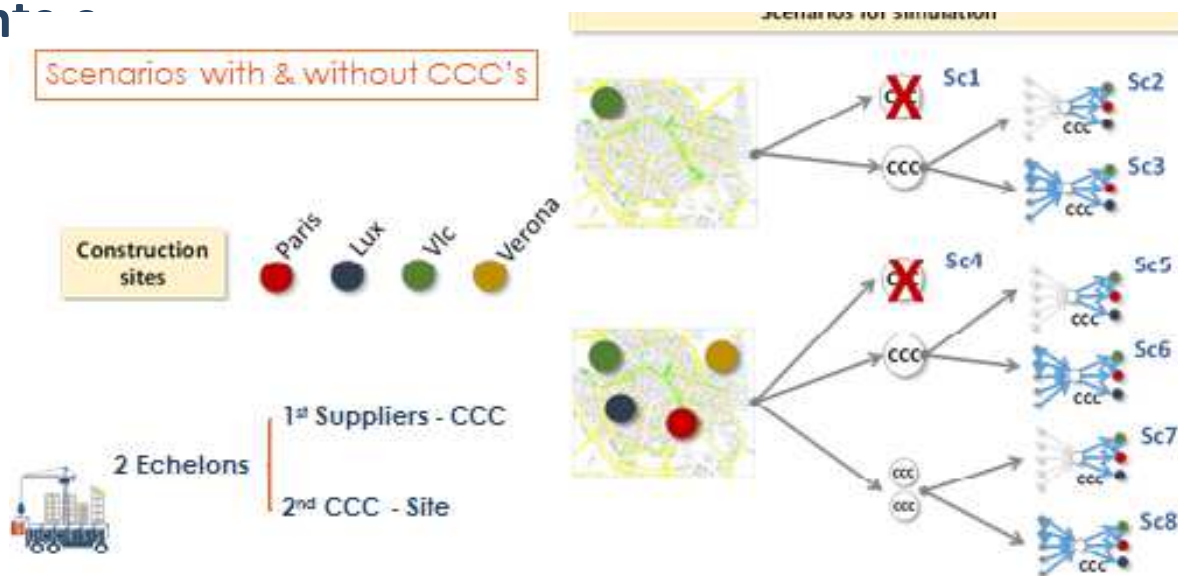 Scenarios for simulation
Scenarios with & without CCC's
Construction
sites
Paris
Lux
Vlc
Verona
2 Echelons
1st Suppliers - CCC
2nd CCC - Site
Sc1
CCC
Sc2
CCC
Sc3
CCC
Sc4
CCC
Sc5
CCC
Sc6
CCC
CCC
CCC
Sc7
CCC
Sc8
CCC